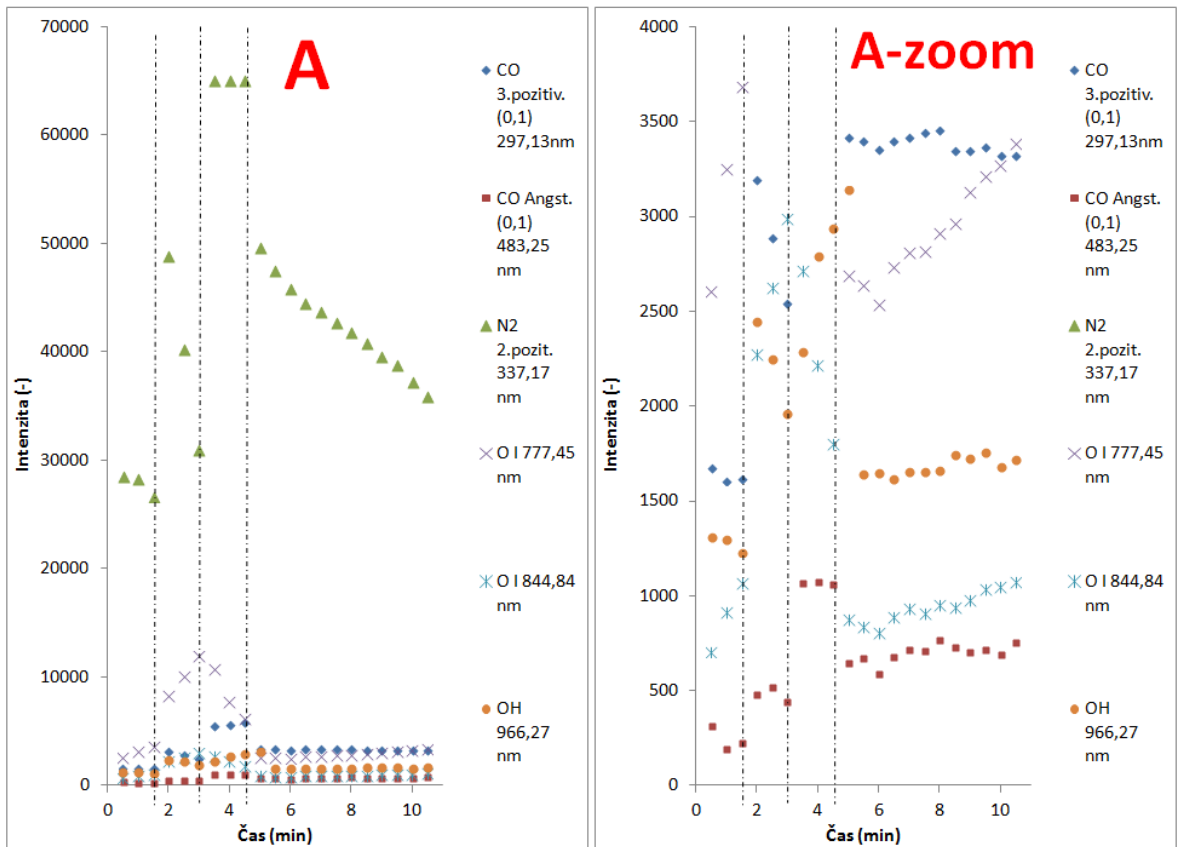 A
70000
60000
50000
40000
30000
20000
10000
0
Intenzita (-)
0 2 4 6 8 10
Čas (min)
CO
3.pozitiv.
(0,1)
297,13nm
CO Angst.
(0,1)
483,25
nm
N2
2.pozit.
337,17
nm
O I 777,45
nm
O I 844,84
nm
OH
966,27
nm
A-zoom
4000
3500
3000
2500
2000
1500
1000
500
0
Intenzita (-)
0 2 4 6 8 10
Čas (min)
CO
3.pozitiv.
(0,1)
297,13nm
CO Angst.
(0,1)
483,25
nm
N2
2.pozit.
337,17
nm
O I 777,45
nm
O I 844,84
nm
OH
966,27
nm